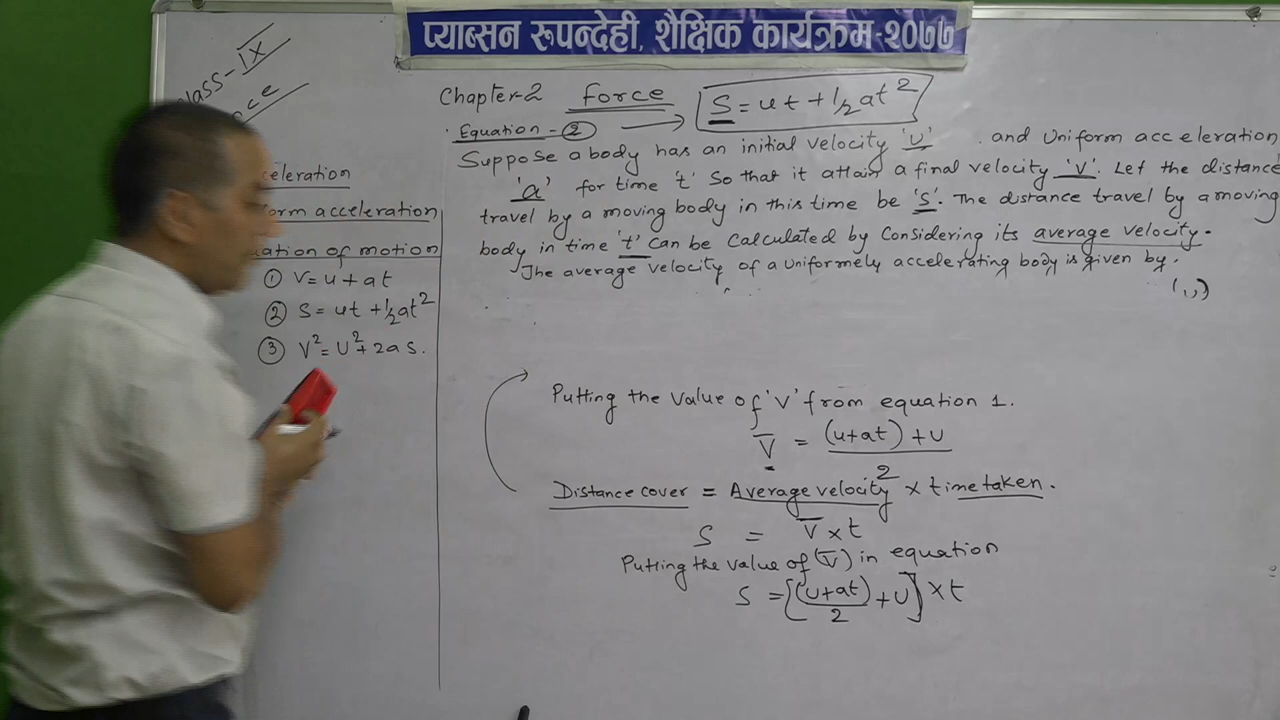 प्याब्सन रुपन्देही, शैक्षिक कार्यक्रम-२०७७
class-IX
Chapter-2 Force S = ut + 1/2 at²
Equation - ②
Suppose a body has an initial velocity 'u' and Uniform acceleration
'a' for time 't' So that it attain a final velocity 'v'. Let the distance
travel by a moving body in this time be 's'. The distance travel by a moving
body in time 't' can be calculated by considering its average velocity.
The average velocity of a uniformely accelerating body is given by.
celeration
orm acceleration
uation of motion
① V = u + at
② S = ut + 1/2 at²
③ V² = U² + 2as.
Putting the value of 'V' from equation 1.
V̅ = (u+at) + u
2
Distance cover = Average velocity × time taken.
S = V̅ × t
Putting the value of (V̅) in equation
S = [(u+at)/2 + u] × t